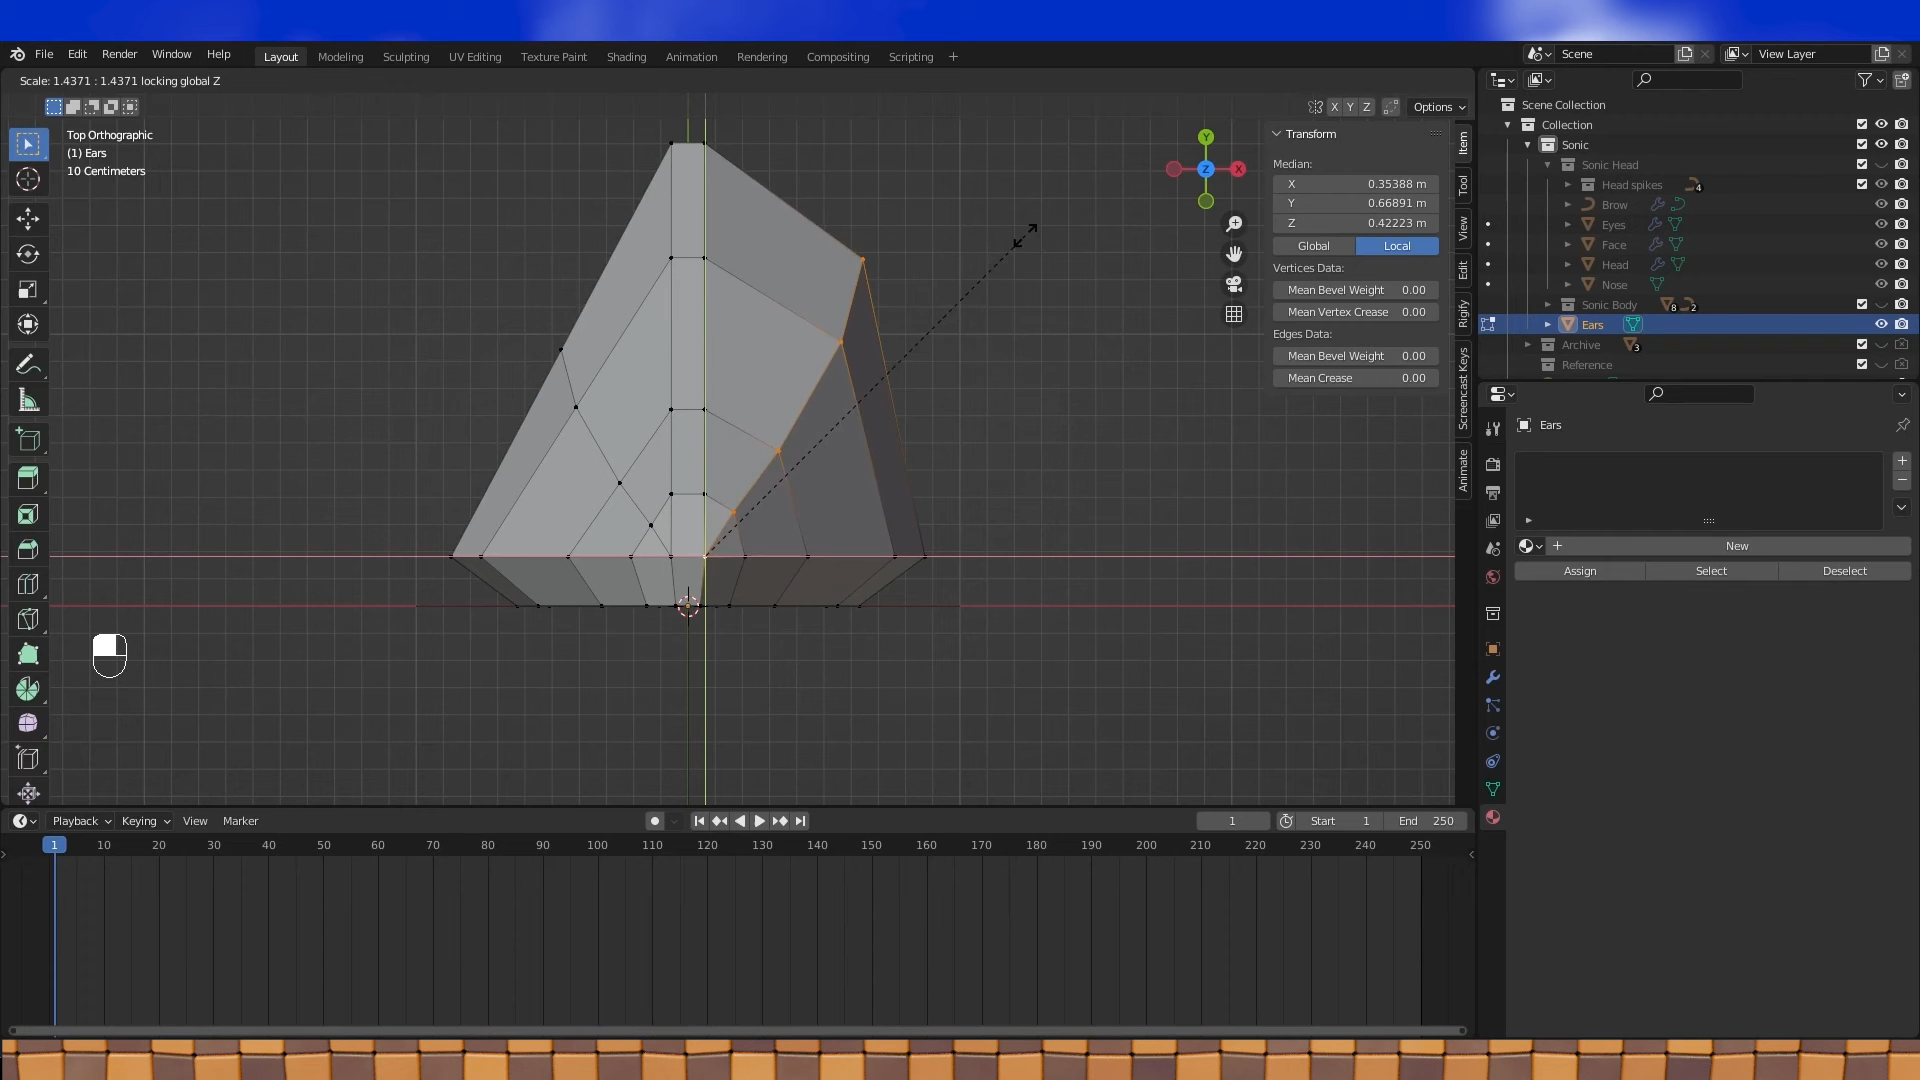 File Edit Render Window Help Layout Modeling Sculpting UV Editing Texture Paint Shading Animation Rendering Compositing Scripting + Scene View Layer
Scale: 1.4371 : 1.4371 locking global Z
X Y Z Options
Top Orthographic
(1) Ears
10 Centimeters
Y
X
Z
Transform
Median:
X 0.35388 m
Y 0.66891 m
Z 0.42223 m
Global Local
Vertices Data:
Mean Bevel Weight 0.00
Mean Vertex Crease 0.00
Edges Data:
Mean Bevel Weight 0.00
Mean Crease 0.00
Item
Tool
View
Edit
Rigify
Screencast Keys
Animate
Scene Collection
Collection
Sonic
Sonic Head
Head spikes 4
Brow
Eyes
Face
Head
Nose
Sonic Body 8 2
Ears
Archive 3
Reference
Ears
+ New
Assign Select Deselect
Playback Keying View Marker 1 Start 1 End 250
1 10 20 30 40 50 60 70 80 90 100 110 120 130 140 150 160 170 180 190 200 210 220 230 240 250